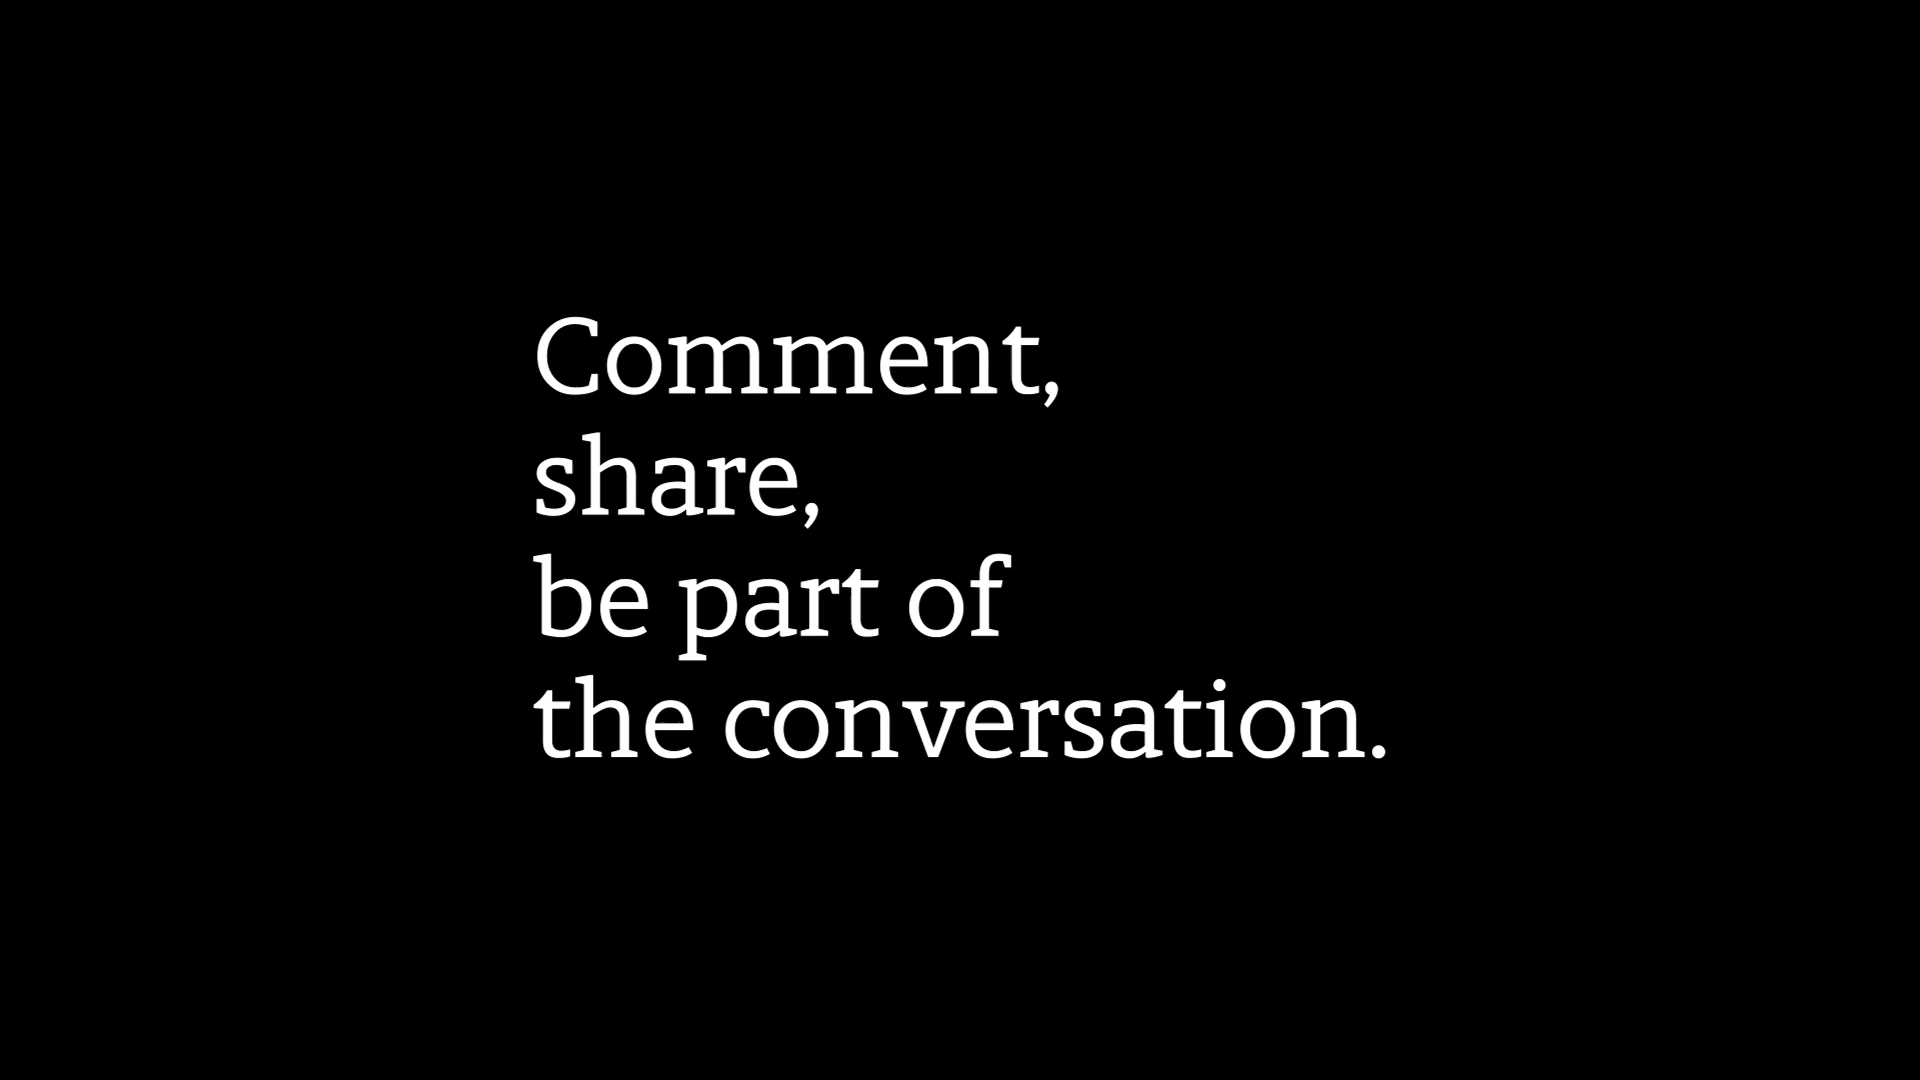 Comment,
share,
be part of
the conversation.